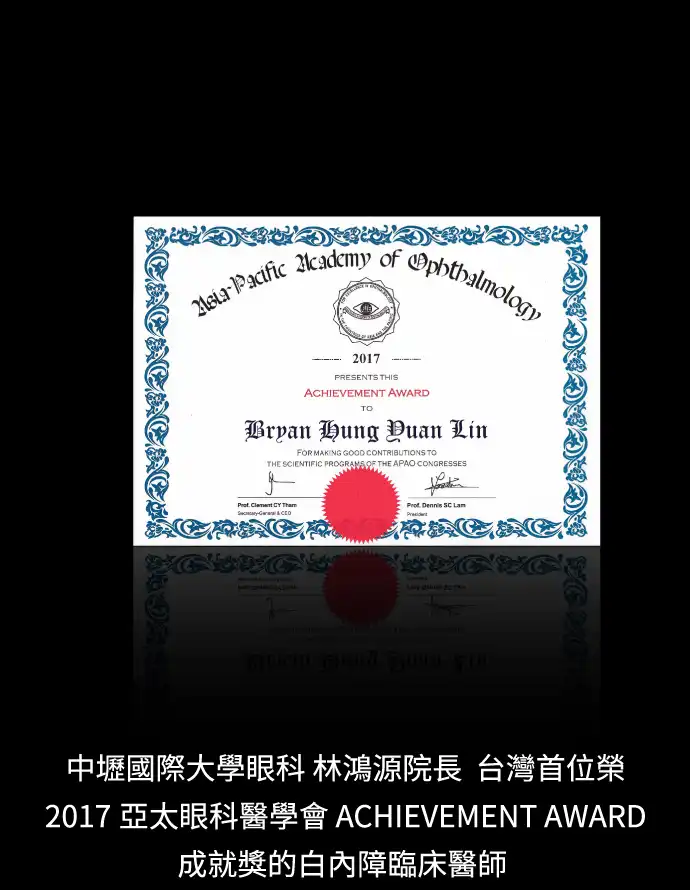 Asia-Pacific Academy of Ophthalmology
2017
PRESENTS THIS
ACHIEVEMENT AWARD
TO
Bryan Hung Yuan Lin
FOR MAKING GOOD CONTRIBUTIONS TO
THE SCIENTIFIC PROGRAMS OF THE APAO CONGRESSES
Prof. Clement CY Tham
Secretary-General & CEO
Prof. Dennis SC Lam
President
中壢國際大學眼科 林鴻源院長 台灣首位榮
2017 亞太眼科醫學會 ACHIEVEMENT AWARD
成就獎的白內障臨床醫師